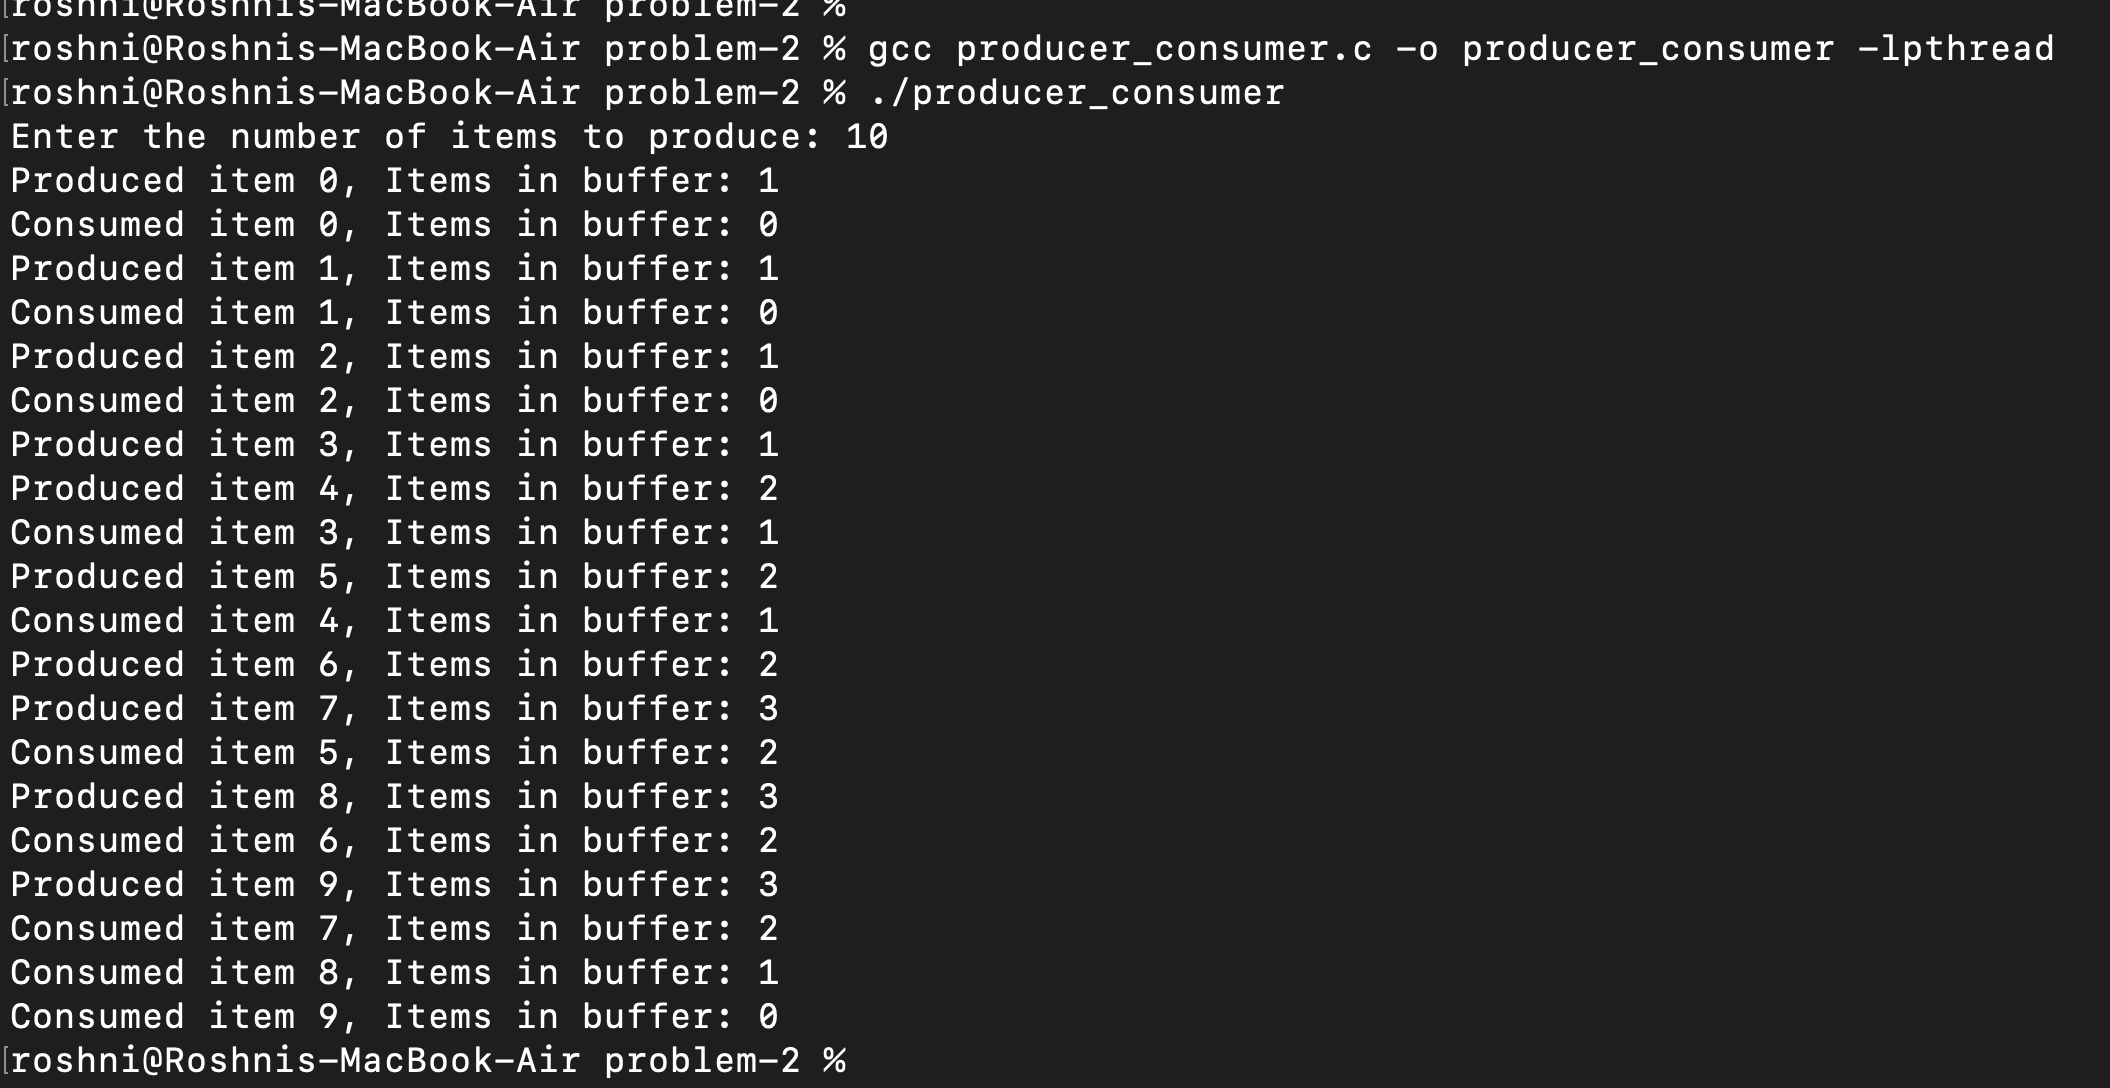 [roshni@Roshnis-MacBook-Air problem-2 %
[roshni@Roshnis-MacBook-Air problem-2 % gcc producer_consumer.c -o producer_consumer -lpthread
[roshni@Roshnis-MacBook-Air problem-2 % ./producer_consumer
Enter the number of items to produce: 10
Produced item 0, Items in buffer: 1
Consumed item 0, Items in buffer: 0
Produced item 1, Items in buffer: 1
Consumed item 1, Items in buffer: 0
Produced item 2, Items in buffer: 1
Consumed item 2, Items in buffer: 0
Produced item 3, Items in buffer: 1
Produced item 4, Items in buffer: 2
Consumed item 3, Items in buffer: 1
Produced item 5, Items in buffer: 2
Consumed item 4, Items in buffer: 1
Produced item 6, Items in buffer: 2
Produced item 7, Items in buffer: 3
Consumed item 5, Items in buffer: 2
Produced item 8, Items in buffer: 3
Consumed item 6, Items in buffer: 2
Produced item 9, Items in buffer: 3
Consumed item 7, Items in buffer: 2
Consumed item 8, Items in buffer: 1
Consumed item 9, Items in buffer: 0
[roshni@Roshnis-MacBook-Air problem-2 %